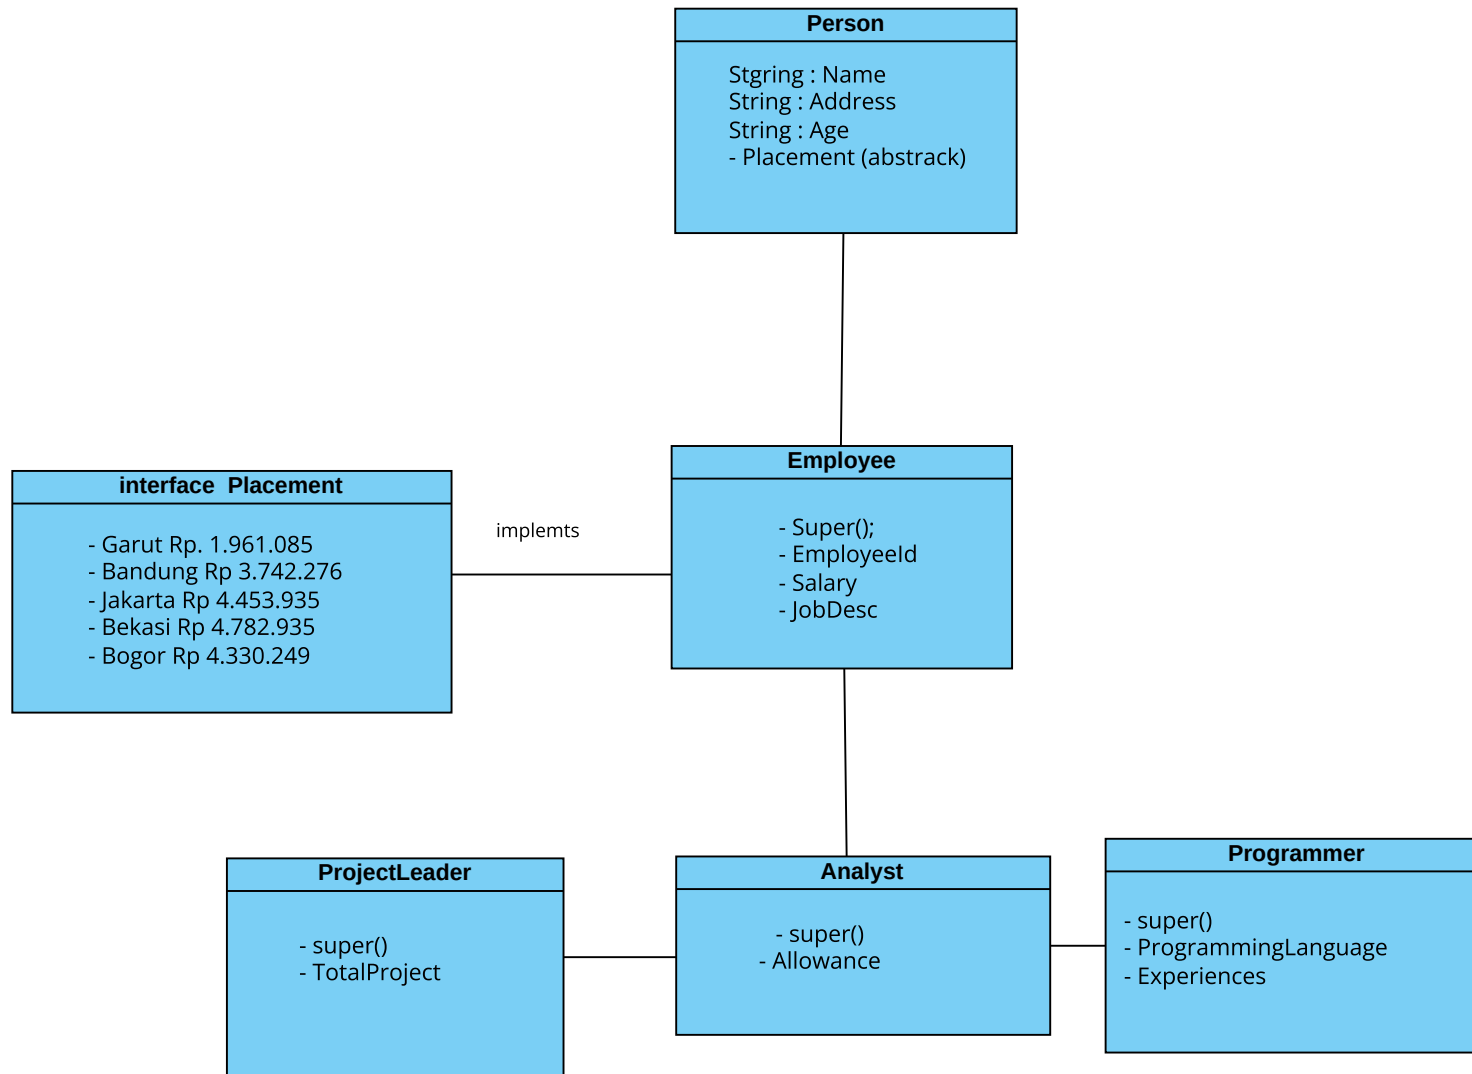 Person
Stgring : Name
String : Address
String : Age
- Placement (abstrack)
interface  Placement
- Garut Rp. 1.961.085
- Bandung Rp 3.742.276
- Jakarta Rp 4.453.935
- Bekasi Rp 4.782.935
- Bogor Rp 4.330.249
implemts
Employee
- Super();
- EmployeeId
- Salary
- JobDesc
ProjectLeader
- super()
- TotalProject
Analyst
- super()
- Allowance
Programmer
- super()
- ProgrammingLanguage
- Experiences